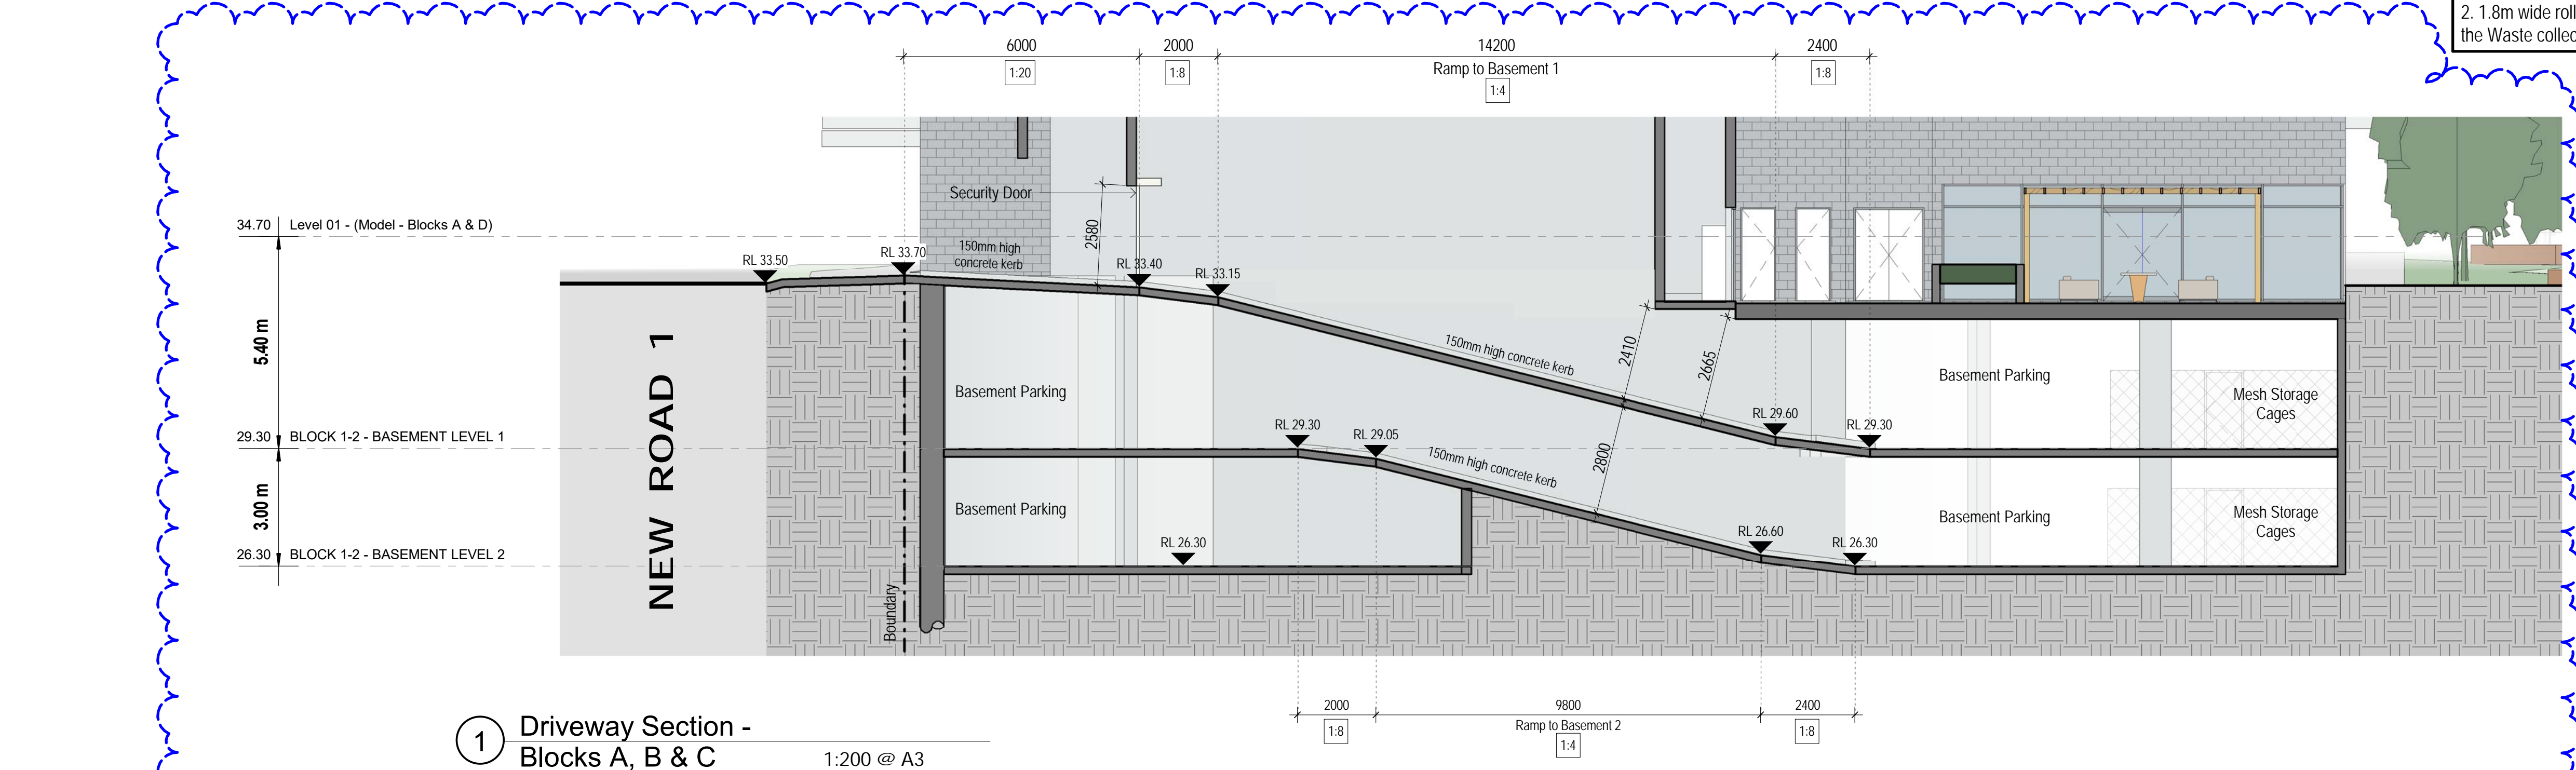 2. 1.8m wide roll
the Waste collec
6000
2000
14200
2400
1:20
1:8
Ramp to Basement 1
1:8
1:4
Security Door
2580
34.70 Level 01 - (Model - Blocks A & D)
150mm high
concrete kerb
RL 33.50
RL 33.70
RL 33.40
RL 33.15
5.40 m
NEW ROAD 1
150mm high concrete kerb
2410
2665
Basement Parking
Basement Parking
Mesh Storage
Cages
RL 29.30
RL 29.05
RL 29.60
RL 29.30
29.30 BLOCK 1-2 - BASEMENT LEVEL 1
150mm high concrete kerb
2800
3.00 m
Basement Parking
Basement Parking
Mesh Storage
Cages
RL 26.30
RL 26.60
RL 26.30
26.30 BLOCK 1-2 - BASEMENT LEVEL 2
Boundary
2000
9800
2400
1:8
Ramp to Basement 2
1:8
1:4
1
Driveway Section -
Blocks A, B & C
1:200 @ A3